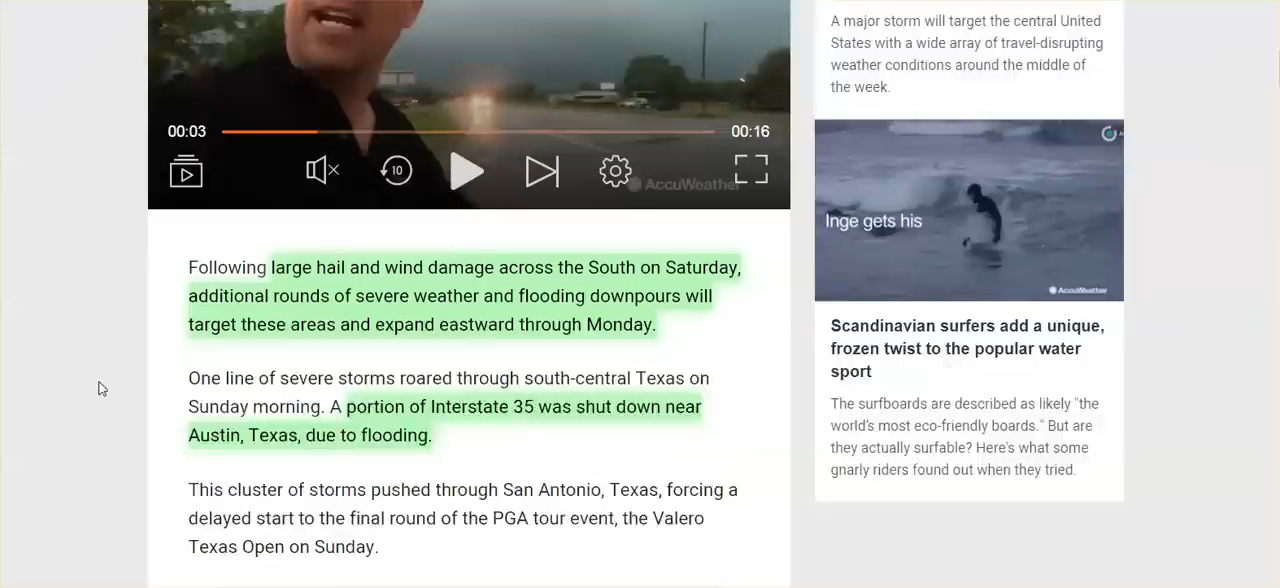 00:03
00:16
10
AccuWeather
Following large hail and wind damage across the South on Saturday,
additional rounds of severe weather and flooding downpours will
target these areas and expand eastward through Monday.
One line of severe storms roared through south-central Texas on
Sunday morning. A portion of Interstate 35 was shut down near
Austin, Texas, due to flooding.
This cluster of storms pushed through San Antonio, Texas, forcing a
delayed start to the final round of the PGA tour event, the Valero
Texas Open on Sunday.
A major storm will target the central United
States with a wide array of travel-disrupting
weather conditions around the middle of
the week.
Inge gets his
AccuWeather
Scandinavian surfers add a unique,
frozen twist to the popular water
sport
The surfboards are described as likely "the
world's most eco-friendly boards." But are
they actually surfable? Here's what some
gnarly riders found out when they tried.